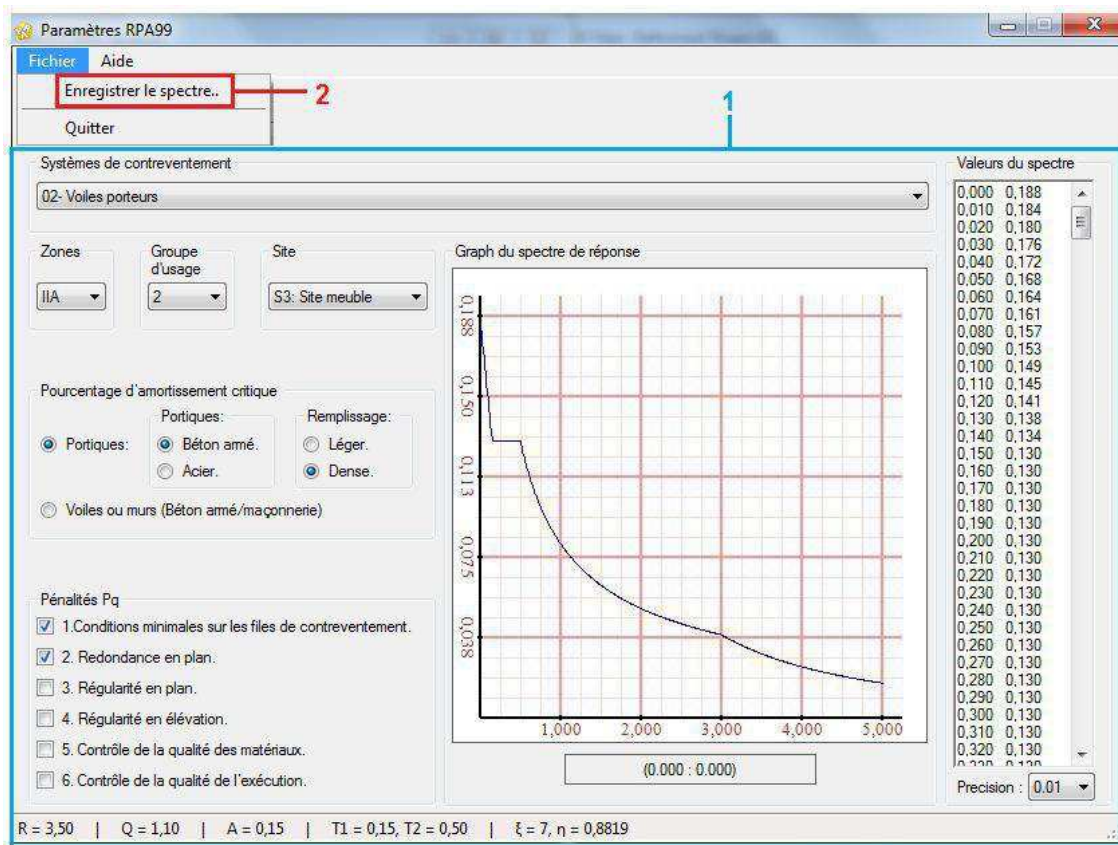 Paramètres RPA99
Fichier Aide
Enregistrer le spectre..
2
Quitter
1
Systèmes de contreventement
02- Voiles porteurs
Zones
Groupe d'usage
Site
IIA
2
S3: Site meuble
Pourcentage d'amortissement critique
Portiques:
Remplissage:
Portiques:
Béton armé.
Léger.
Acier.
Dense.
Voiles ou murs (Béton armé/maçonnerie)
Pénalités Pq
1.Conditions minimales sur les files de contreventement.
2. Redondance en plan.
3. Régularité en plan.
4. Régularité en élévation.
5. Contrôle de la qualité des matériaux.
6. Contrôle de la qualité de l'exécution.
Graph du spectre de réponse
0,188
0,150
0,113
0,075
0,038
1,000 2,000 3,000 4,000 5,000
(0.000 : 0.000)
Valeurs du spectre
0,000 0,188
0,010 0,184
0,020 0,180
0,030 0,176
0,040 0,172
0,050 0,168
0,060 0,164
0,070 0,161
0,080 0,157
0,090 0,153
0,100 0,149
0,110 0,145
0,120 0,141
0,130 0,138
0,140 0,134
0,150 0,130
0,160 0,130
0,170 0,130
0,180 0,130
0,190 0,130
0,200 0,130
0,210 0,130
0,220 0,130
0,230 0,130
0,240 0,130
0,250 0,130
0,260 0,130
0,270 0,130
0,280 0,130
0,290 0,130
0,300 0,130
0,310 0,130
0,320 0,130
Precision : 0.01
R = 3,50 | Q = 1,10 | A = 0,15 | T1 = 0,15, T2 = 0,50 | ξ = 7, η = 0,8819